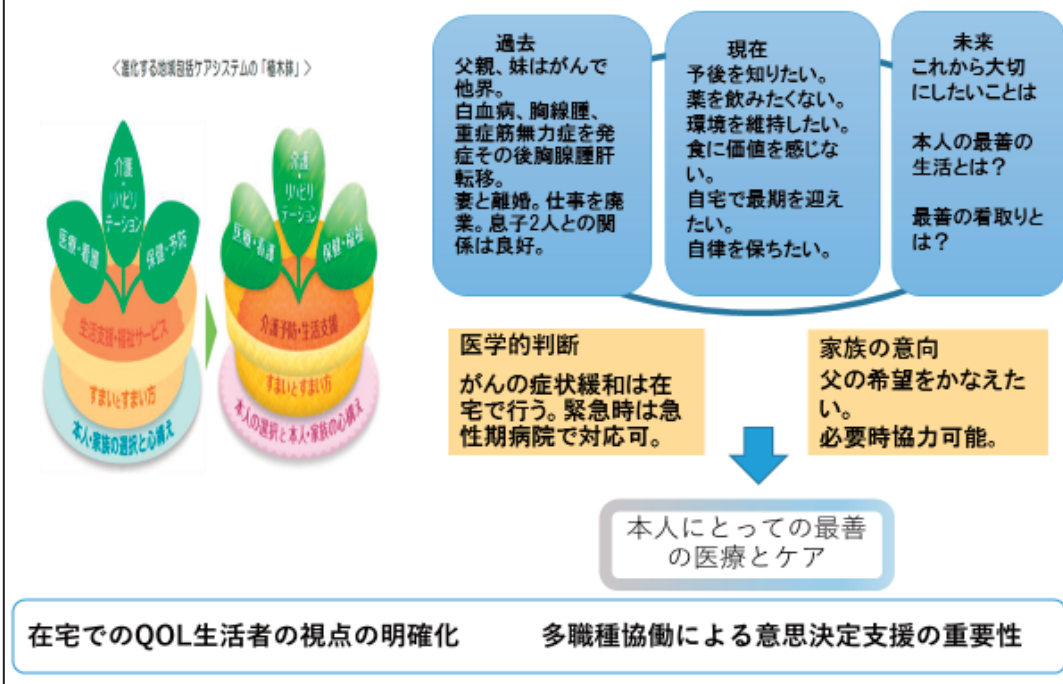 <進化する地域包括ケアシステムの「植木鉢」>
介護
・
リハビリ
テーション
医療・看護
保健・予防
生活支援・福祉サービス
すまいとすまい方
本人・家族の選択と心構え
介護
・
リハビリ
テーション
医療・看護
保健・福祉
介護予防・生活支援
すまいとすまい方
本人の選択と本人・家族の心構え
過去
父親、妹はがんで
他界。
白血病、胸線腫、
重症筋無力症を発
症その後胸腺腫肝
転移。
妻と離婚。仕事を廃
業。息子2人との関
係は良好。
現在
予後を知りたい。
薬を飲みたくない。
環境を維持したい。
食に価値を感じな
い。
自宅で最期を迎え
たい。
自律を保ちたい。
未来
これから大切
にしたいことは
本人の最善の
生活とは？
最善の看取りと
は？
医学的判断
がんの症状緩和は在
宅で行う。緊急時は急
性期病院で対応可。
家族の意向
父の希望をかなえた
い。
必要時協力可能。
本人にとっての最善
の医療とケア
在宅でのQOL生活者の視点の明確化　　多職種協働による意思決定支援の重要性